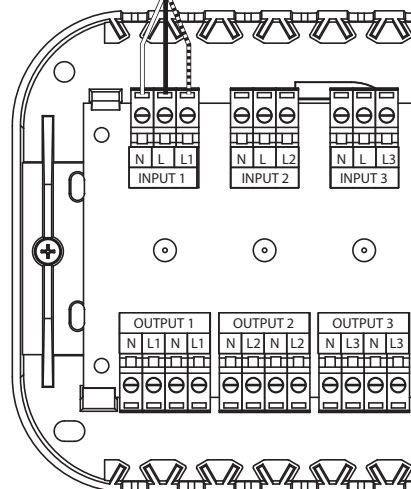 N L L1 N L L2 N L L3
INPUT 1 INPUT 2 INPUT 3
OUTPUT 1 OUTPUT 2 OUTPUT 3
N L1 N L1 N L2 N L2 N L3 N L3